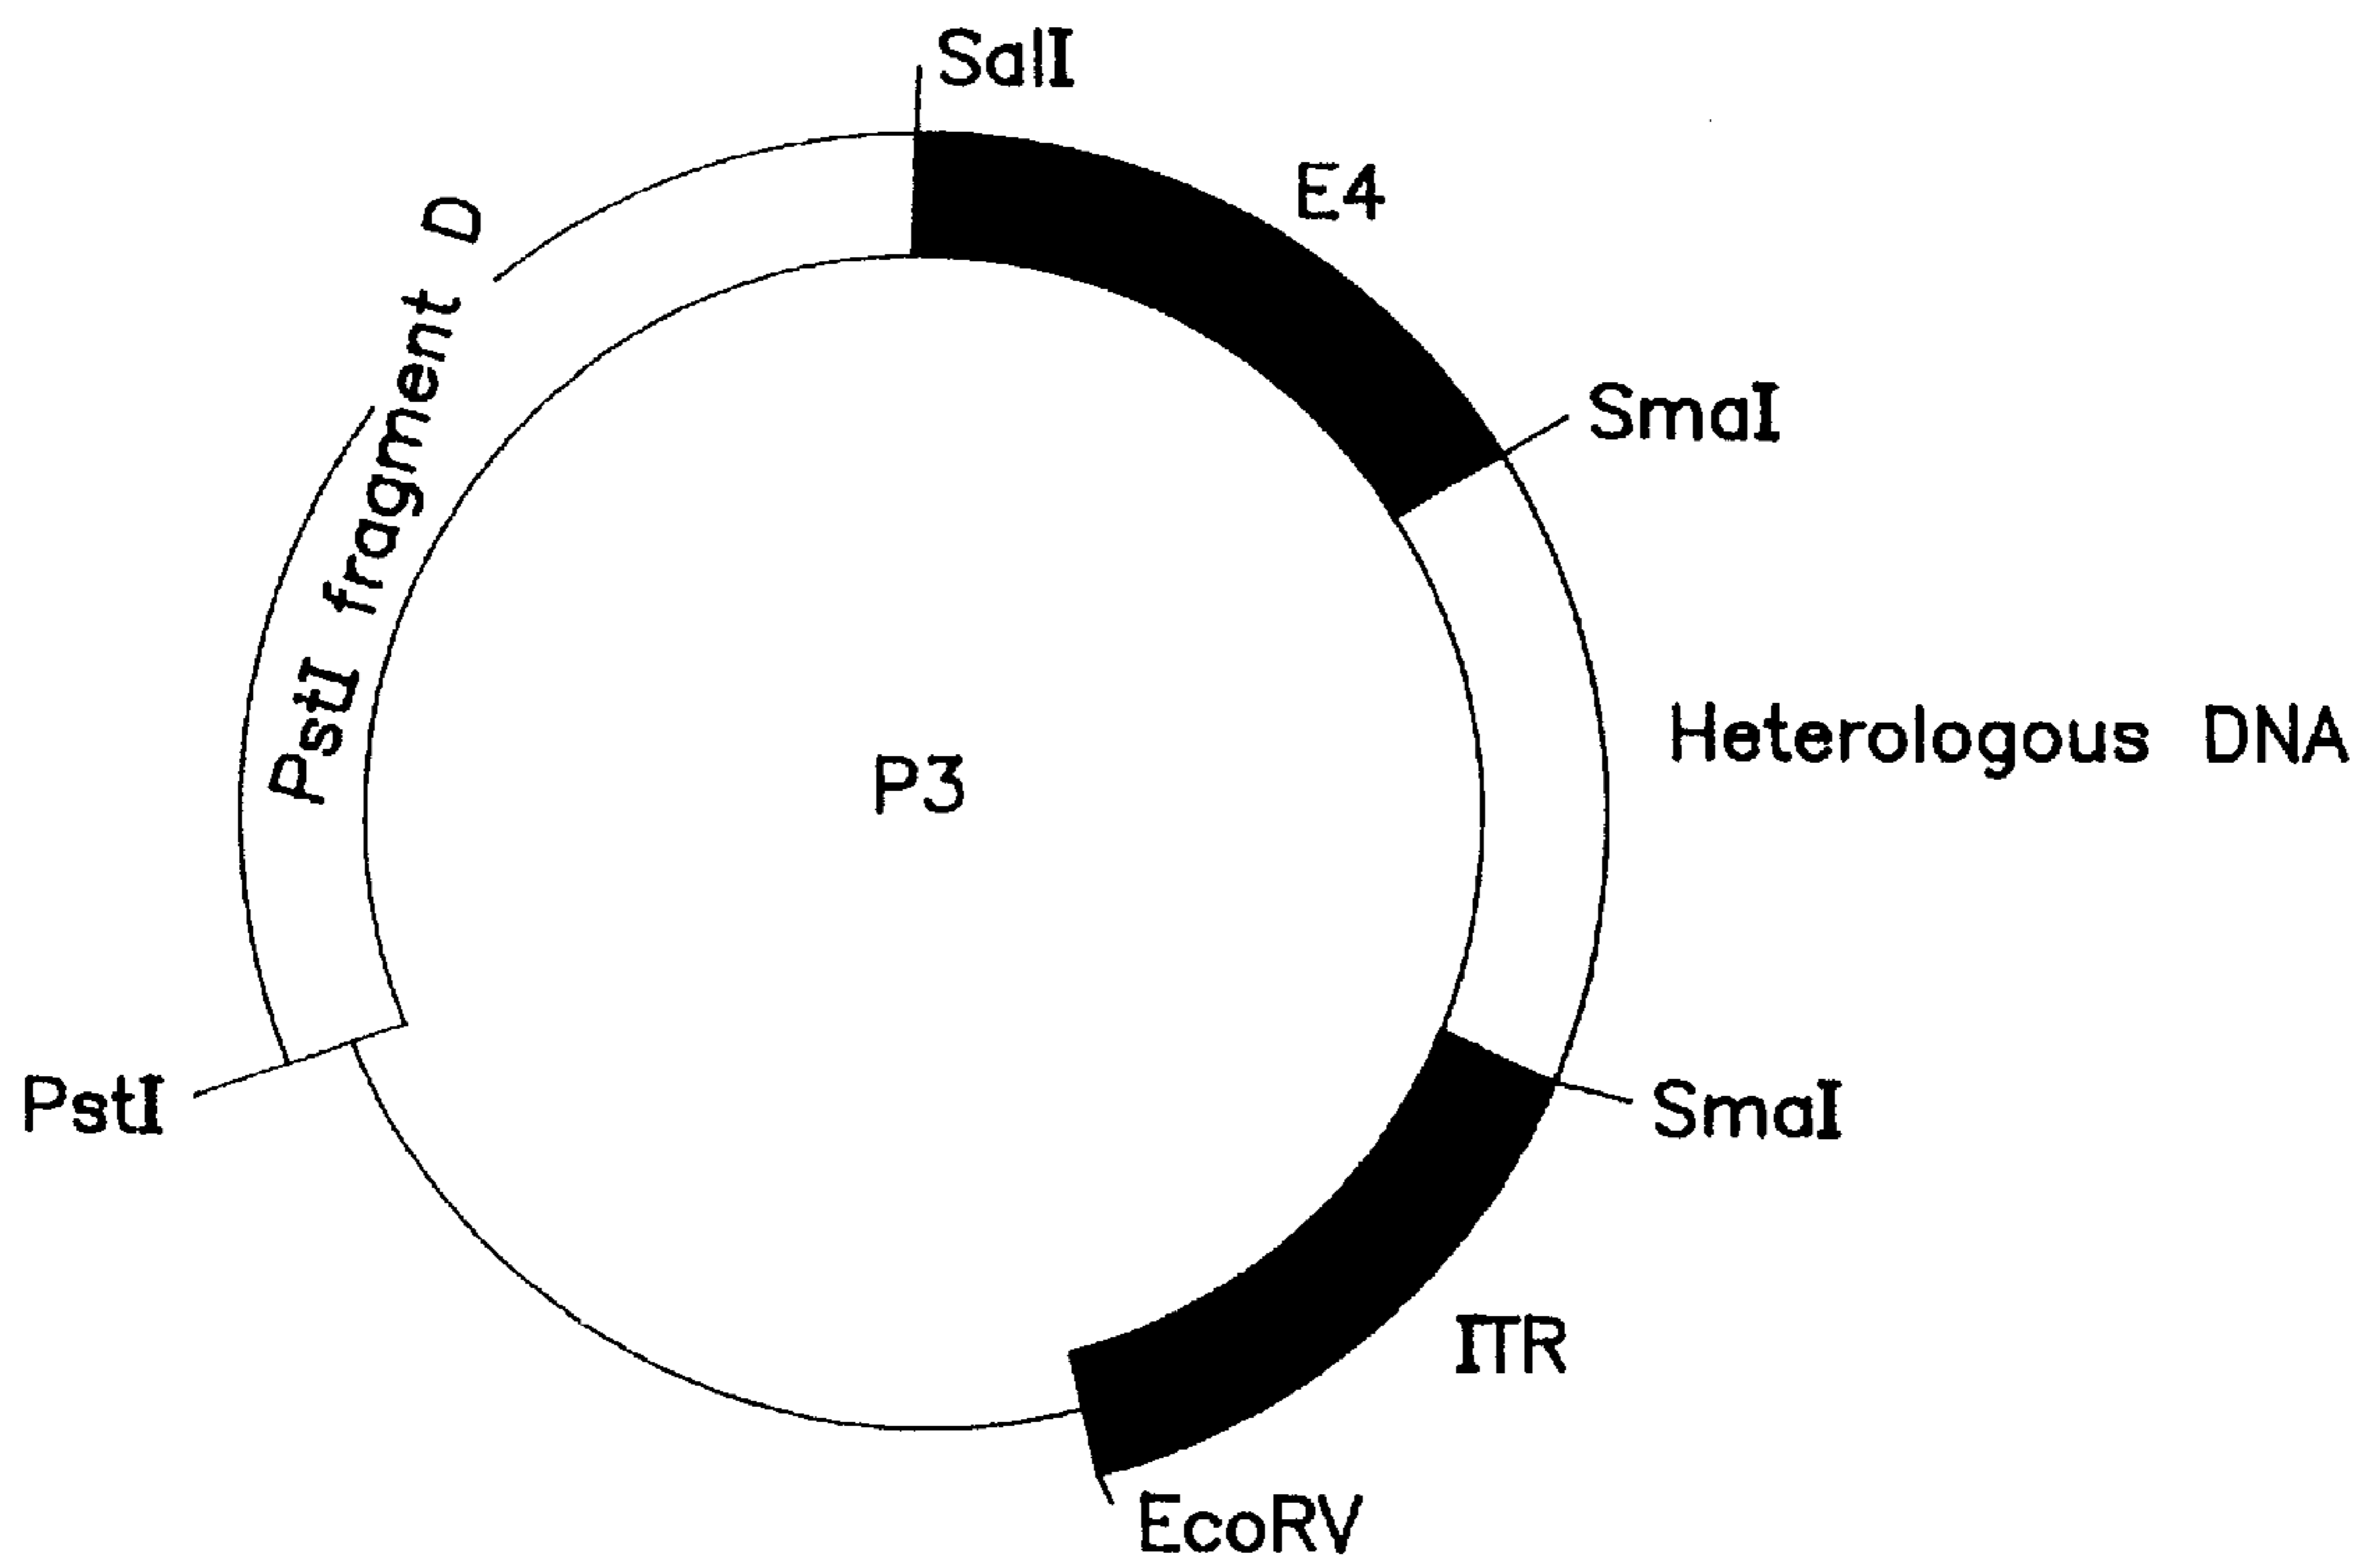 SalI
E4
PstI fragment D
SmaI
Heterologous DNA
P3
PstI
SmaI
ITR
EcoRV